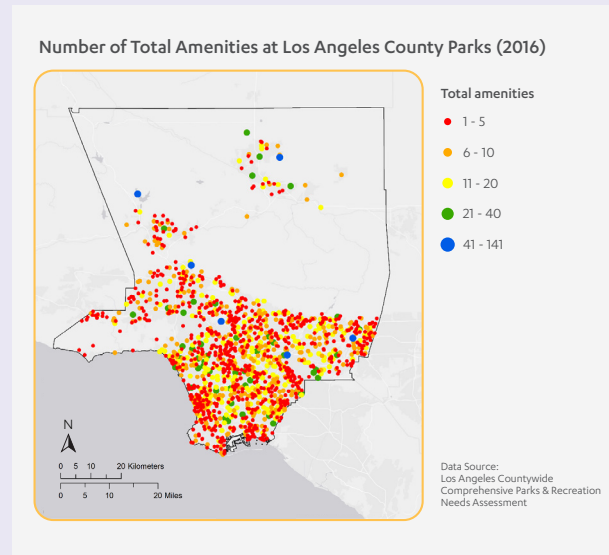 Number of Total Amenities at Los Angeles County Parks (2016)
Total amenities
1 - 5
6 - 10
11 - 20
21 - 40
41 - 141
N
0 5 10 20 Kilometers
0 5 10 20 Miles
Data Source:
Los Angeles Countywide
Comprehensive Parks & Recreation
Needs Assessment